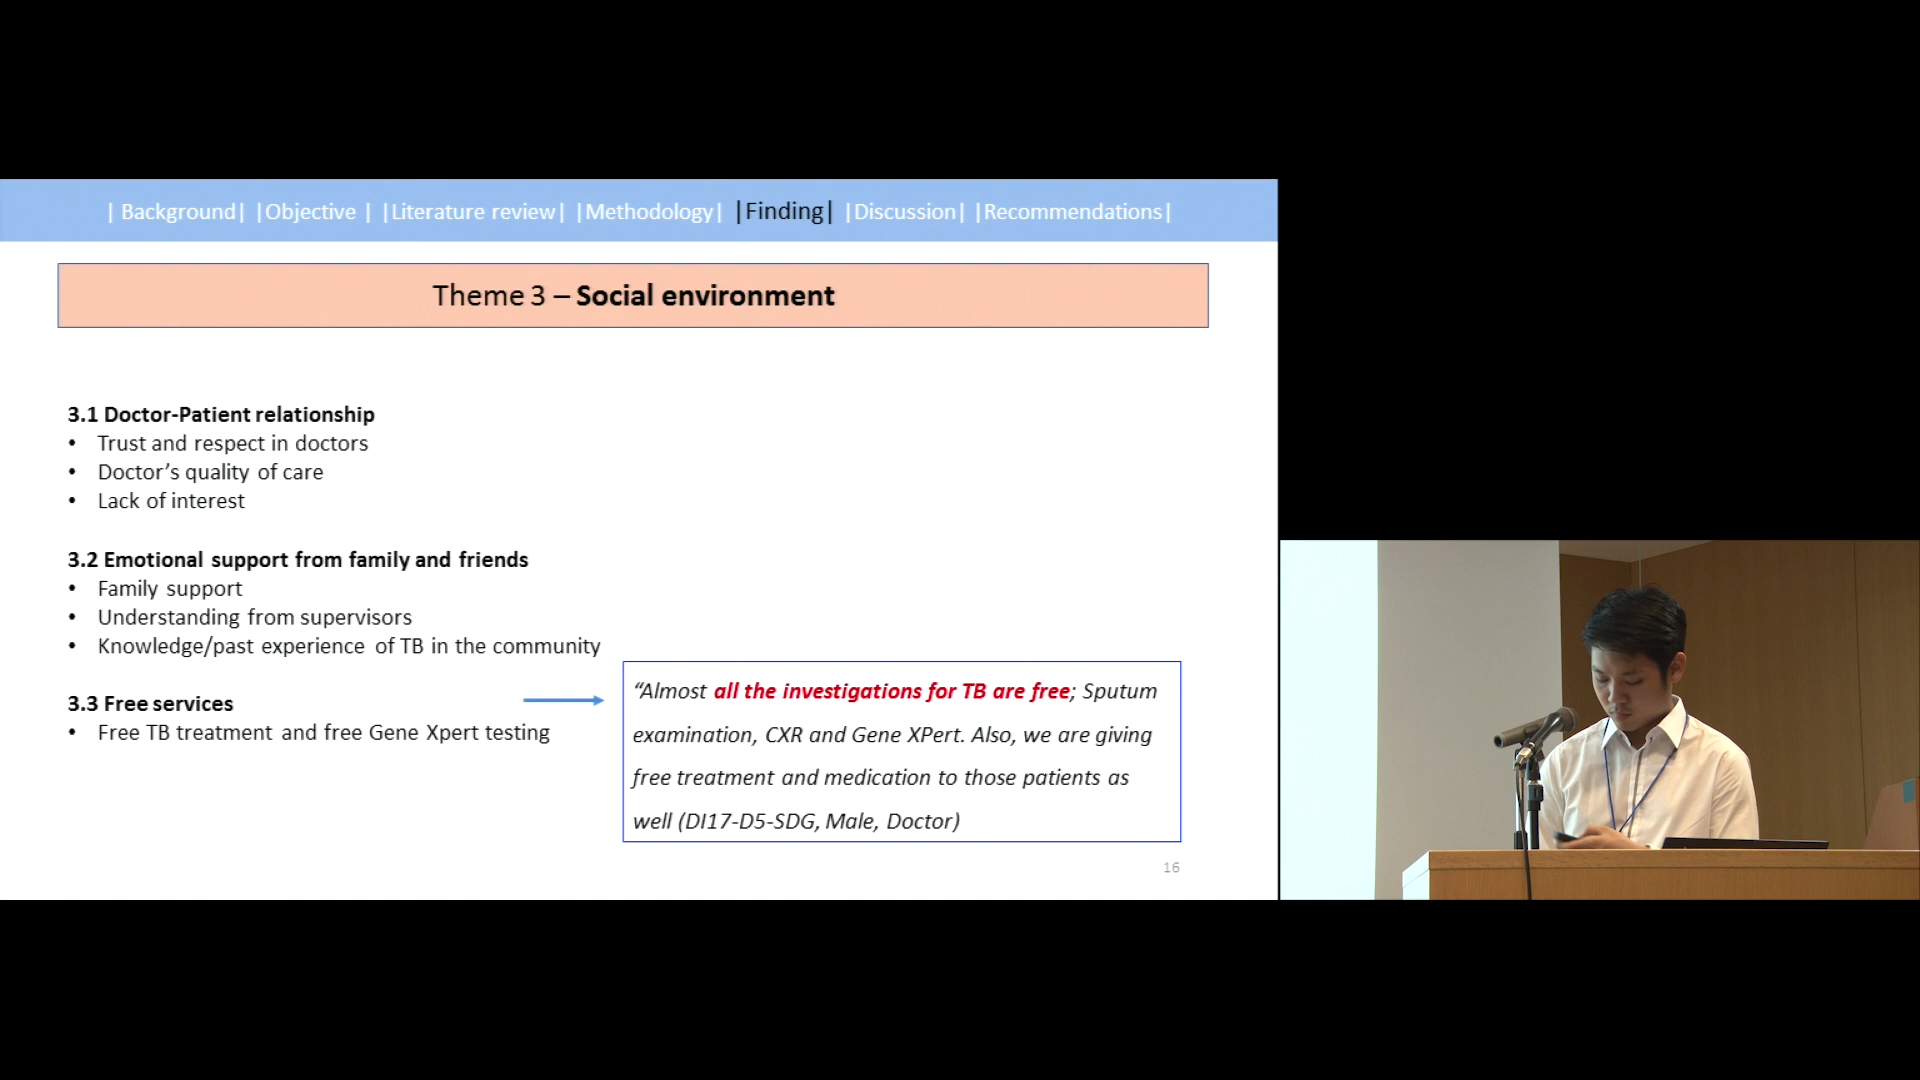 | Background| |Objective | |Literature review| |Methodology| |Finding| |Discussion| |Recommendations|
Theme 3 – Social environment
3.1 Doctor-Patient relationship
• Trust and respect in doctors
• Doctor’s quality of care
• Lack of interest
3.2 Emotional support from family and friends
• Family support
• Understanding from supervisors
• Knowledge/past experience of TB in the community
3.3 Free services
• Free TB treatment and free Gene Xpert testing
“Almost all the investigations for TB are free; Sputum
examination, CXR and Gene XPert. Also, we are giving
free treatment and medication to those patients as
well (DI17-D5-SDG, Male, Doctor)
16